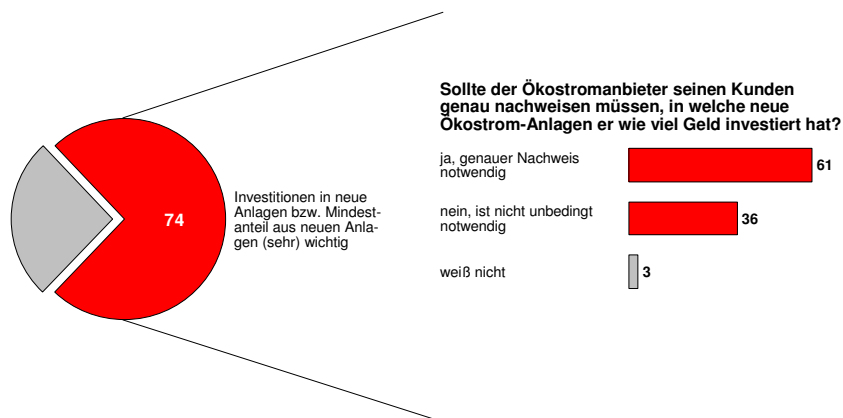 74
Investitionen in neue
Anlagen bzw. Mindest-
anteil aus neuen Anla-
gen (sehr) wichtig
Sollte der Ökostromanbieter seinen Kunden
genau nachweisen müssen, in welche neue
Ökostrom-Anlagen er wie viel Geld investiert hat?
ja, genauer Nachweis
notwendig
61
nein, ist nicht unbedingt
notwendig
36
weiß nicht
3